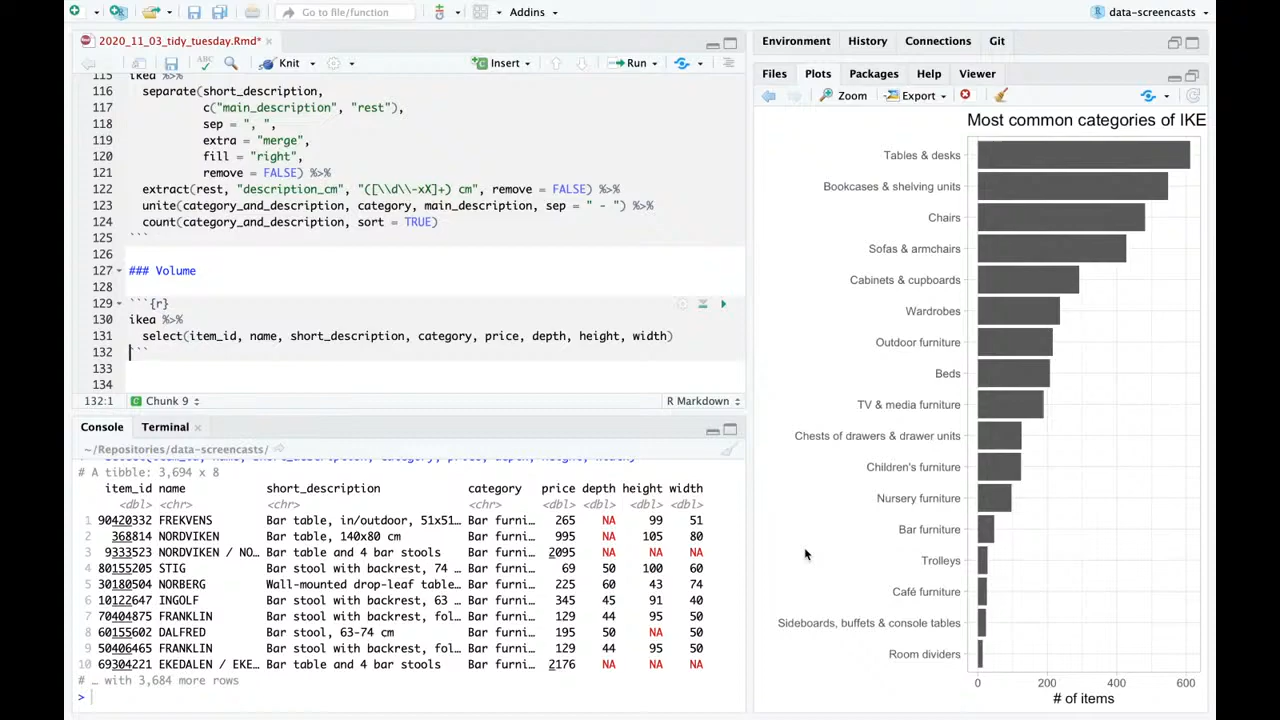 Go to file/function
Addins
data-screencasts
2020_11_03_tidy_tuesday.Rmd*
Environment
History
Connections
Git
ABC
Knit
Insert
Run
Files
Plots
Packages
Help
Viewer
Zoom
Export
115 ikea %>%
116 separate(short_description,
117 c("main_description", "rest"),
118 sep = ", ",
119 extra = "merge",
120 fill = "right",
121 remove = FALSE) %>%
122 extract(rest, "description_cm", "([\\d\\-xX]+) cm", remove = FALSE) %>%
123 unite(category_and_description, category, main_description, sep = " - ") %>%
124 count(category_and_description, sort = TRUE)
125 ```
126
127 ### Volume
128
129 ```{r}
130 ikea %>%
131 select(item_id, name, short_description, category, price, depth, height, width)
132 ```
133
134
132:1 Chunk 9 R Markdown
Console Terminal
~/Repositories/data-screencasts/
select(item_id, name, short_description, category, price, depth, height, width)
# A tibble: 3,694 x 8
item_id name short_description category price depth height width
<dbl> <chr> <chr> <chr> <dbl> <dbl> <dbl> <dbl>
1 90420332 FREKVENS Bar table, in/outdoor, 51x51… Bar furni… 265 NA 99 51
2 368814 NORDVIKEN Bar table, 140x80 cm Bar furni… 995 NA 105 80
3 9333523 NORDVIKEN / NO… Bar table and 4 bar stools Bar furni… 2095 NA NA NA
4 80155205 STIG Bar stool with backrest, 74 … Bar furni… 69 50 100 60
5 30180504 NORBERG Wall-mounted drop-leaf table… Bar furni… 225 60 43 74
6 10122647 INGOLF Bar stool with backrest, 63 … Bar furni… 345 45 91 40
7 70404875 FRANKLIN Bar stool with backrest, fol… Bar furni… 129 44 95 50
8 60155602 DALFRED Bar stool, 63-74 cm Bar furni… 195 50 NA 50
9 50406465 FRANKLIN Bar stool with backrest, fol… Bar furni… 129 44 95 50
10 69304221 EKEDALEN / EKE… Bar table and 4 bar stools Bar furni… 2176 NA NA NA
# … with 3,684 more rows
>
Most common categories of IKE
Tables & desks
Bookcases & shelving units
Chairs
Sofas & armchairs
Cabinets & cupboards
Wardrobes
Outdoor furniture
Beds
TV & media furniture
Chests of drawers & drawer units
Children's furniture
Nursery furniture
Bar furniture
Trolleys
Café furniture
Sideboards, buffets & console tables
Room dividers
0 200 400 600
# of items